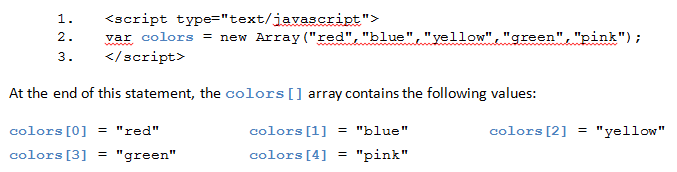 1. <script type="text/javascript">
2. var colors = new Array("red","blue","yellow","green","pink");
3. </script>
At the end of this statement, the colors[] array contains the following values:
colors[0] = "red" colors[1] = "blue" colors[2] = "yellow"
colors[3] = "green" colors[4] = "pink"